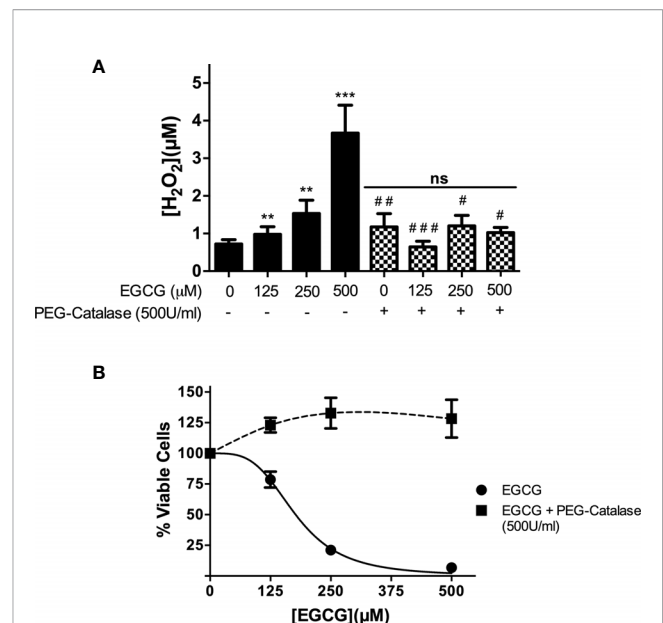 A
[H₂O₂](µM)
5
4
3
2
1
0
**
**
***
ns
# #
# # #
#
#
EGCG (µM) 0 125 250 500 0 125 250 500
PEG-Catalase (500U/ml) - - - - + + + +
B
% Viable Cells
150
125
100
75
50
25
0 125 250 375 500
[EGCG](µM)
EGCG
EGCG + PEG-Catalase
(500U/ml)